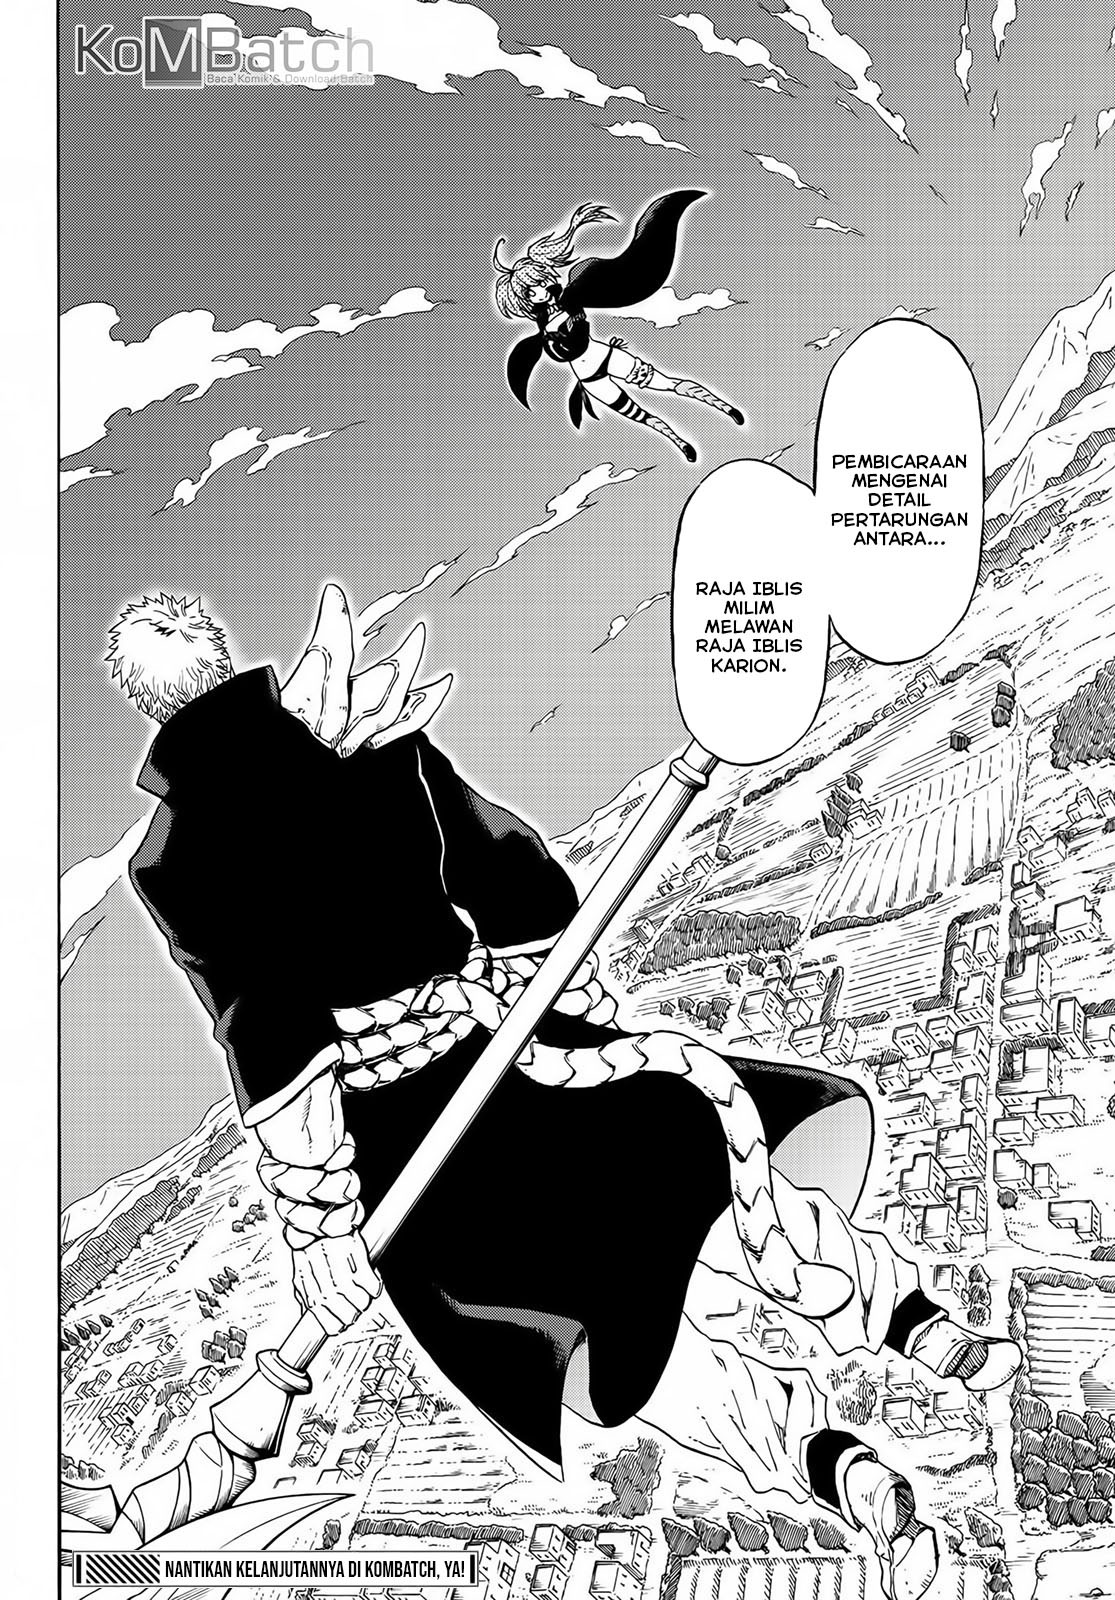 KoMBatch
Baca Komik & Download Batch
PEMBICARAAN
MENGENAI
DETAIL
PERTARUNGAN
ANTARA...
RAJA IBLIS
MILIM
MELAWAN
RAJA IBLIS
KARION.
NANTIKAN KELANJUTANNYA DI KOMBATCH, YA!